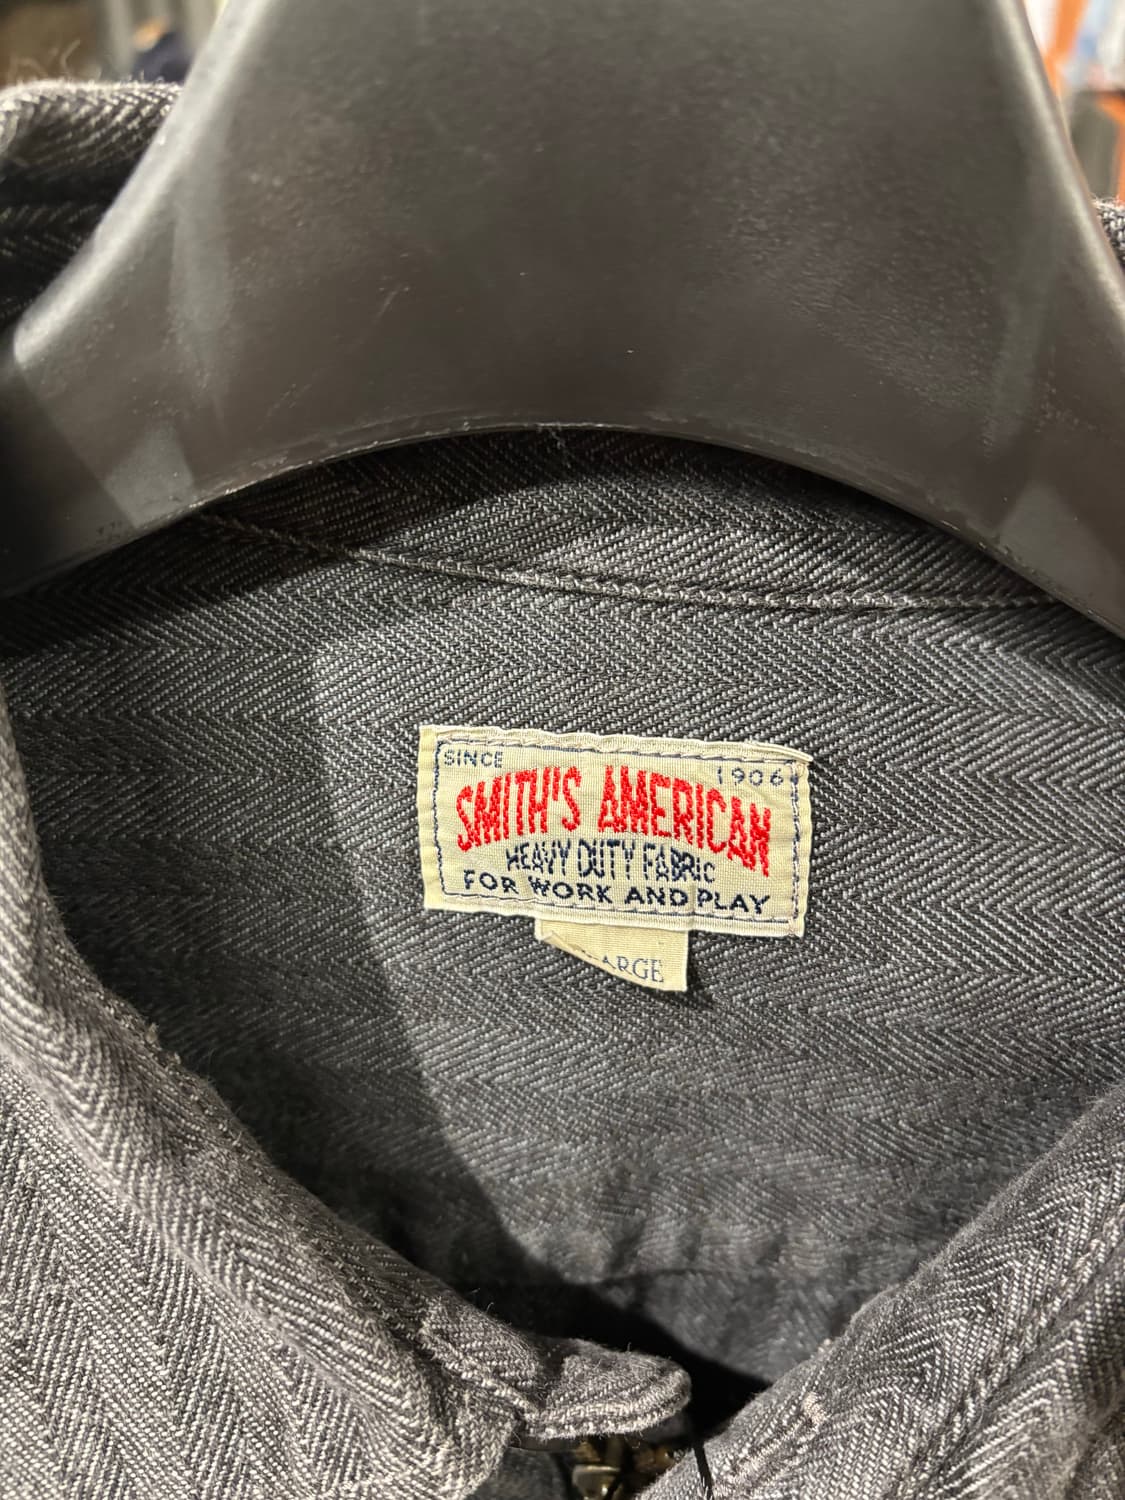 SINCE 1906
SMITH'S AMERICAN
HEAVY DUTY FABRIC
FOR WORK AND PLAY